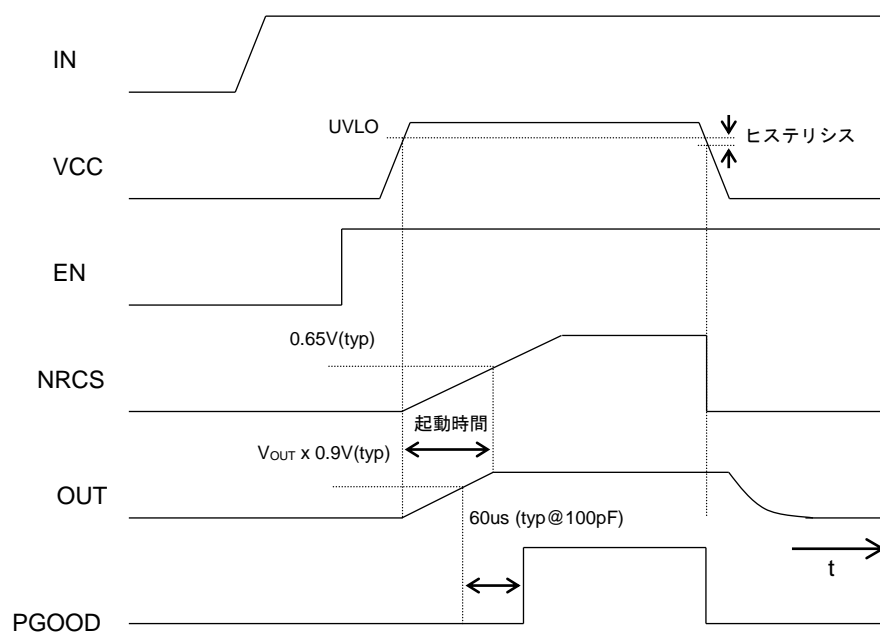 IN
UVLO
ヒステリシス
VCC
EN
0.65V(typ)
NRCS
起動時間
VOUT x 0.9V(typ)
OUT
60us (typ@100pF)
t
PGOOD